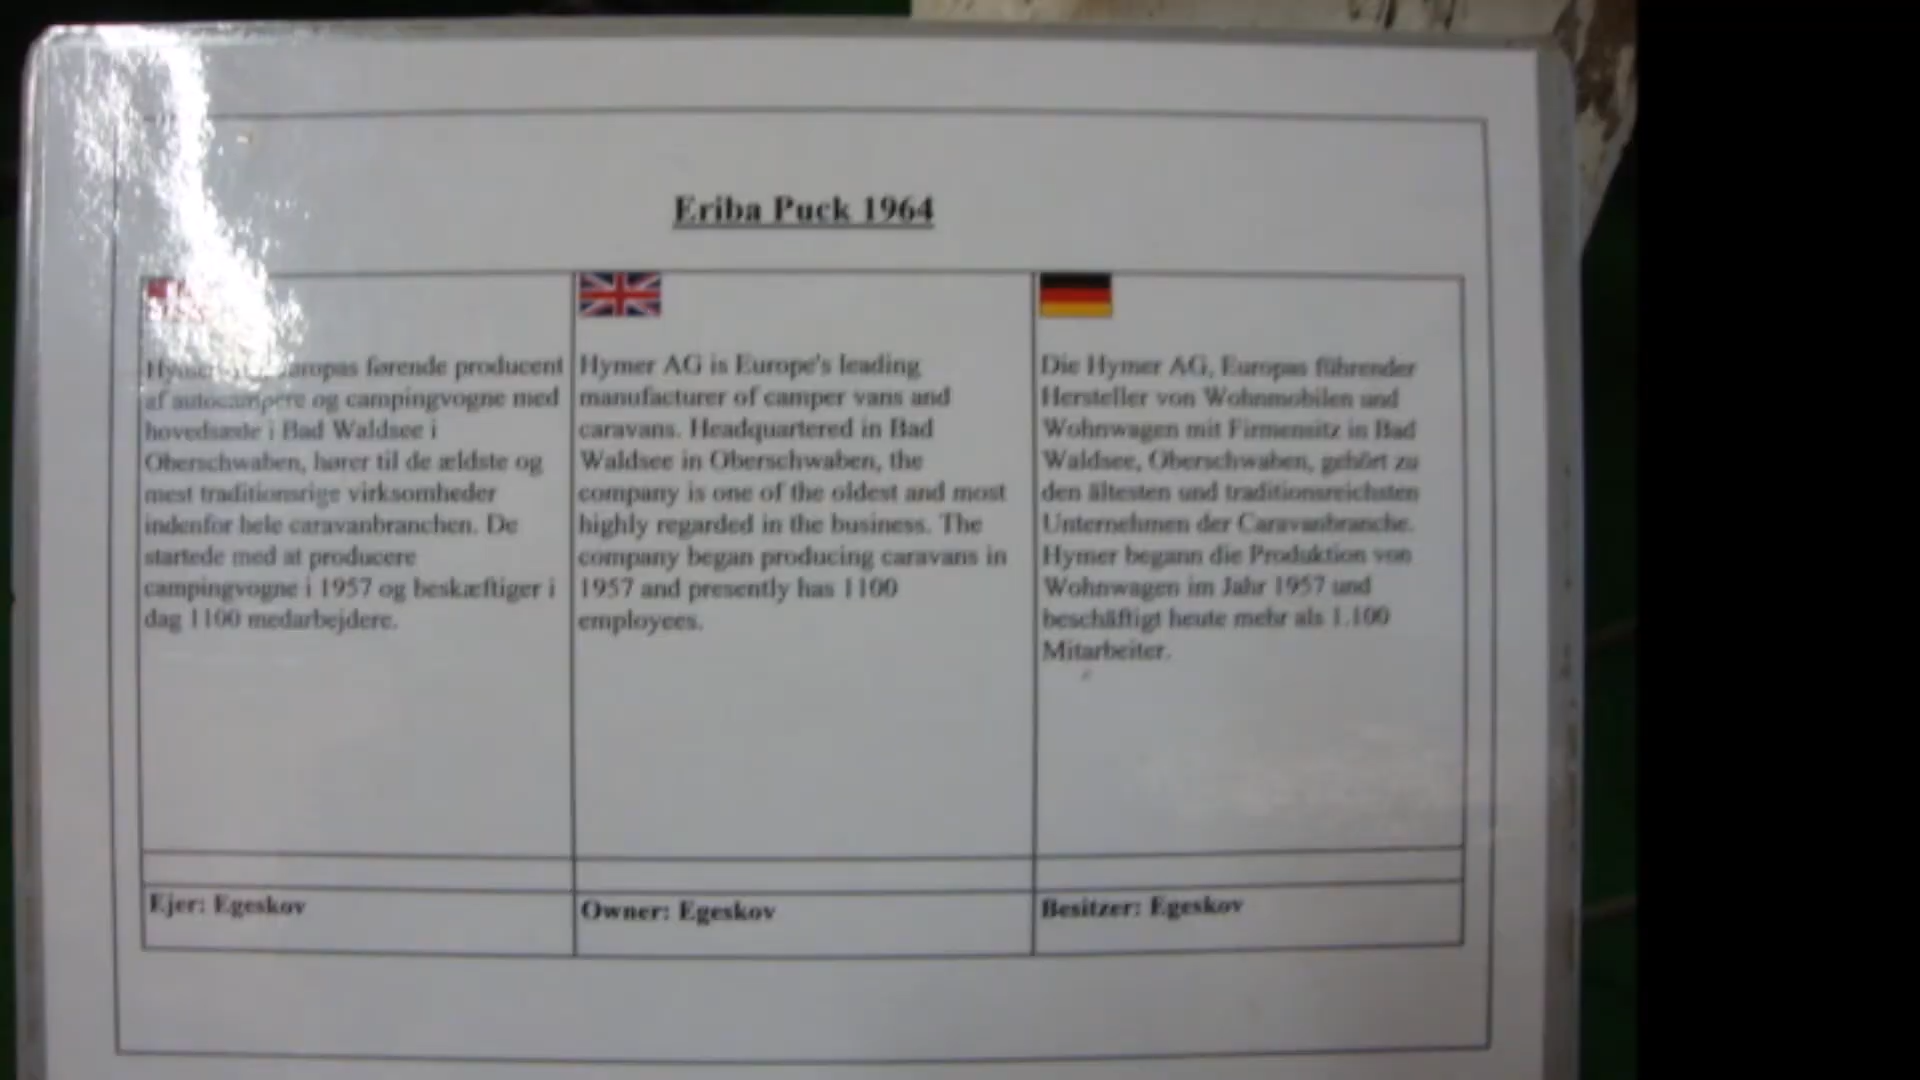 Eriba Puck 1964
Hymer europas førende producent
af autocampere og campingvogne med
hovedsæde i Bad Waldsee i
Oberschwaben, hører til de ældste og
mest traditionsrige virksomheder
indenfor hele caravanbranchen. De
startede med at producere
campingvogne i 1957 og beskæftiger i
dag 1100 medarbejdere.
Hymer AG is Europe's leading
manufacturer of camper vans and
caravans. Headquartered in Bad
Waldsee in Oberschwaben, the
company is one of the oldest and most
highly regarded in the business. The
company began producing caravans in
1957 and presently has 1100
employees.
Die Hymer AG, Europas führender
Hersteller von Wohnmobilen und
Wohnwagen mit Firmensitz in Bad
Waldsee, Oberschwaben, gehört zu
den ältesten und traditionsreichsten
Unternehmen der Caravanbranche.
Hymer begann die Produktion von
Wohnwagen im Jahr 1957 und
beschäftigt heute mehr als 1.100
Mitarbeiter.
Ejer: Egeskov
Owner: Egeskov
Besitzer: Egeskov